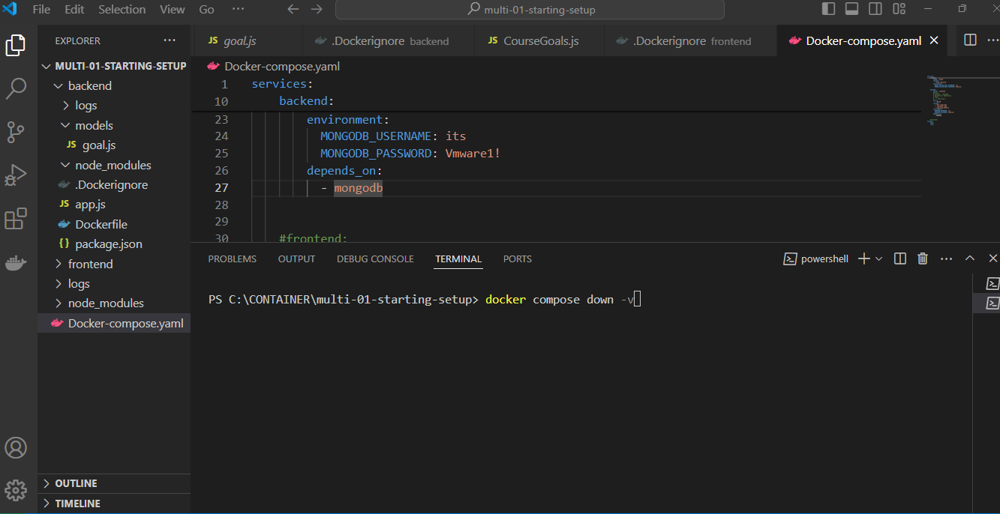 File Edit Selection View Go ··· multi-01-starting-setup
EXPLORER ···
MULTI-01-STARTING-SETUP
backend
logs
models
JS goal.js
node_modules
.Dockerignore
JS app.js
Dockerfile
{} package.json
frontend
logs
node_modules
Docker-compose.yaml
OUTLINE
TIMELINE
JS goal.js .Dockerignore backend JS CourseGoals.js .Dockerignore frontend Docker-compose.yaml
Docker-compose.yaml
1 services:
10 backend:
23 environment:
24 MONGODB_USERNAME: its
25 MONGODB_PASSWORD: Vmware1!
26 depends_on:
27 - mongodb
28
29
30 #frontend:
PROBLEMS OUTPUT DEBUG CONSOLE TERMINAL PORTS powershell ···
PS C:\CONTAINER\multi-01-starting-setup> docker compose down -v